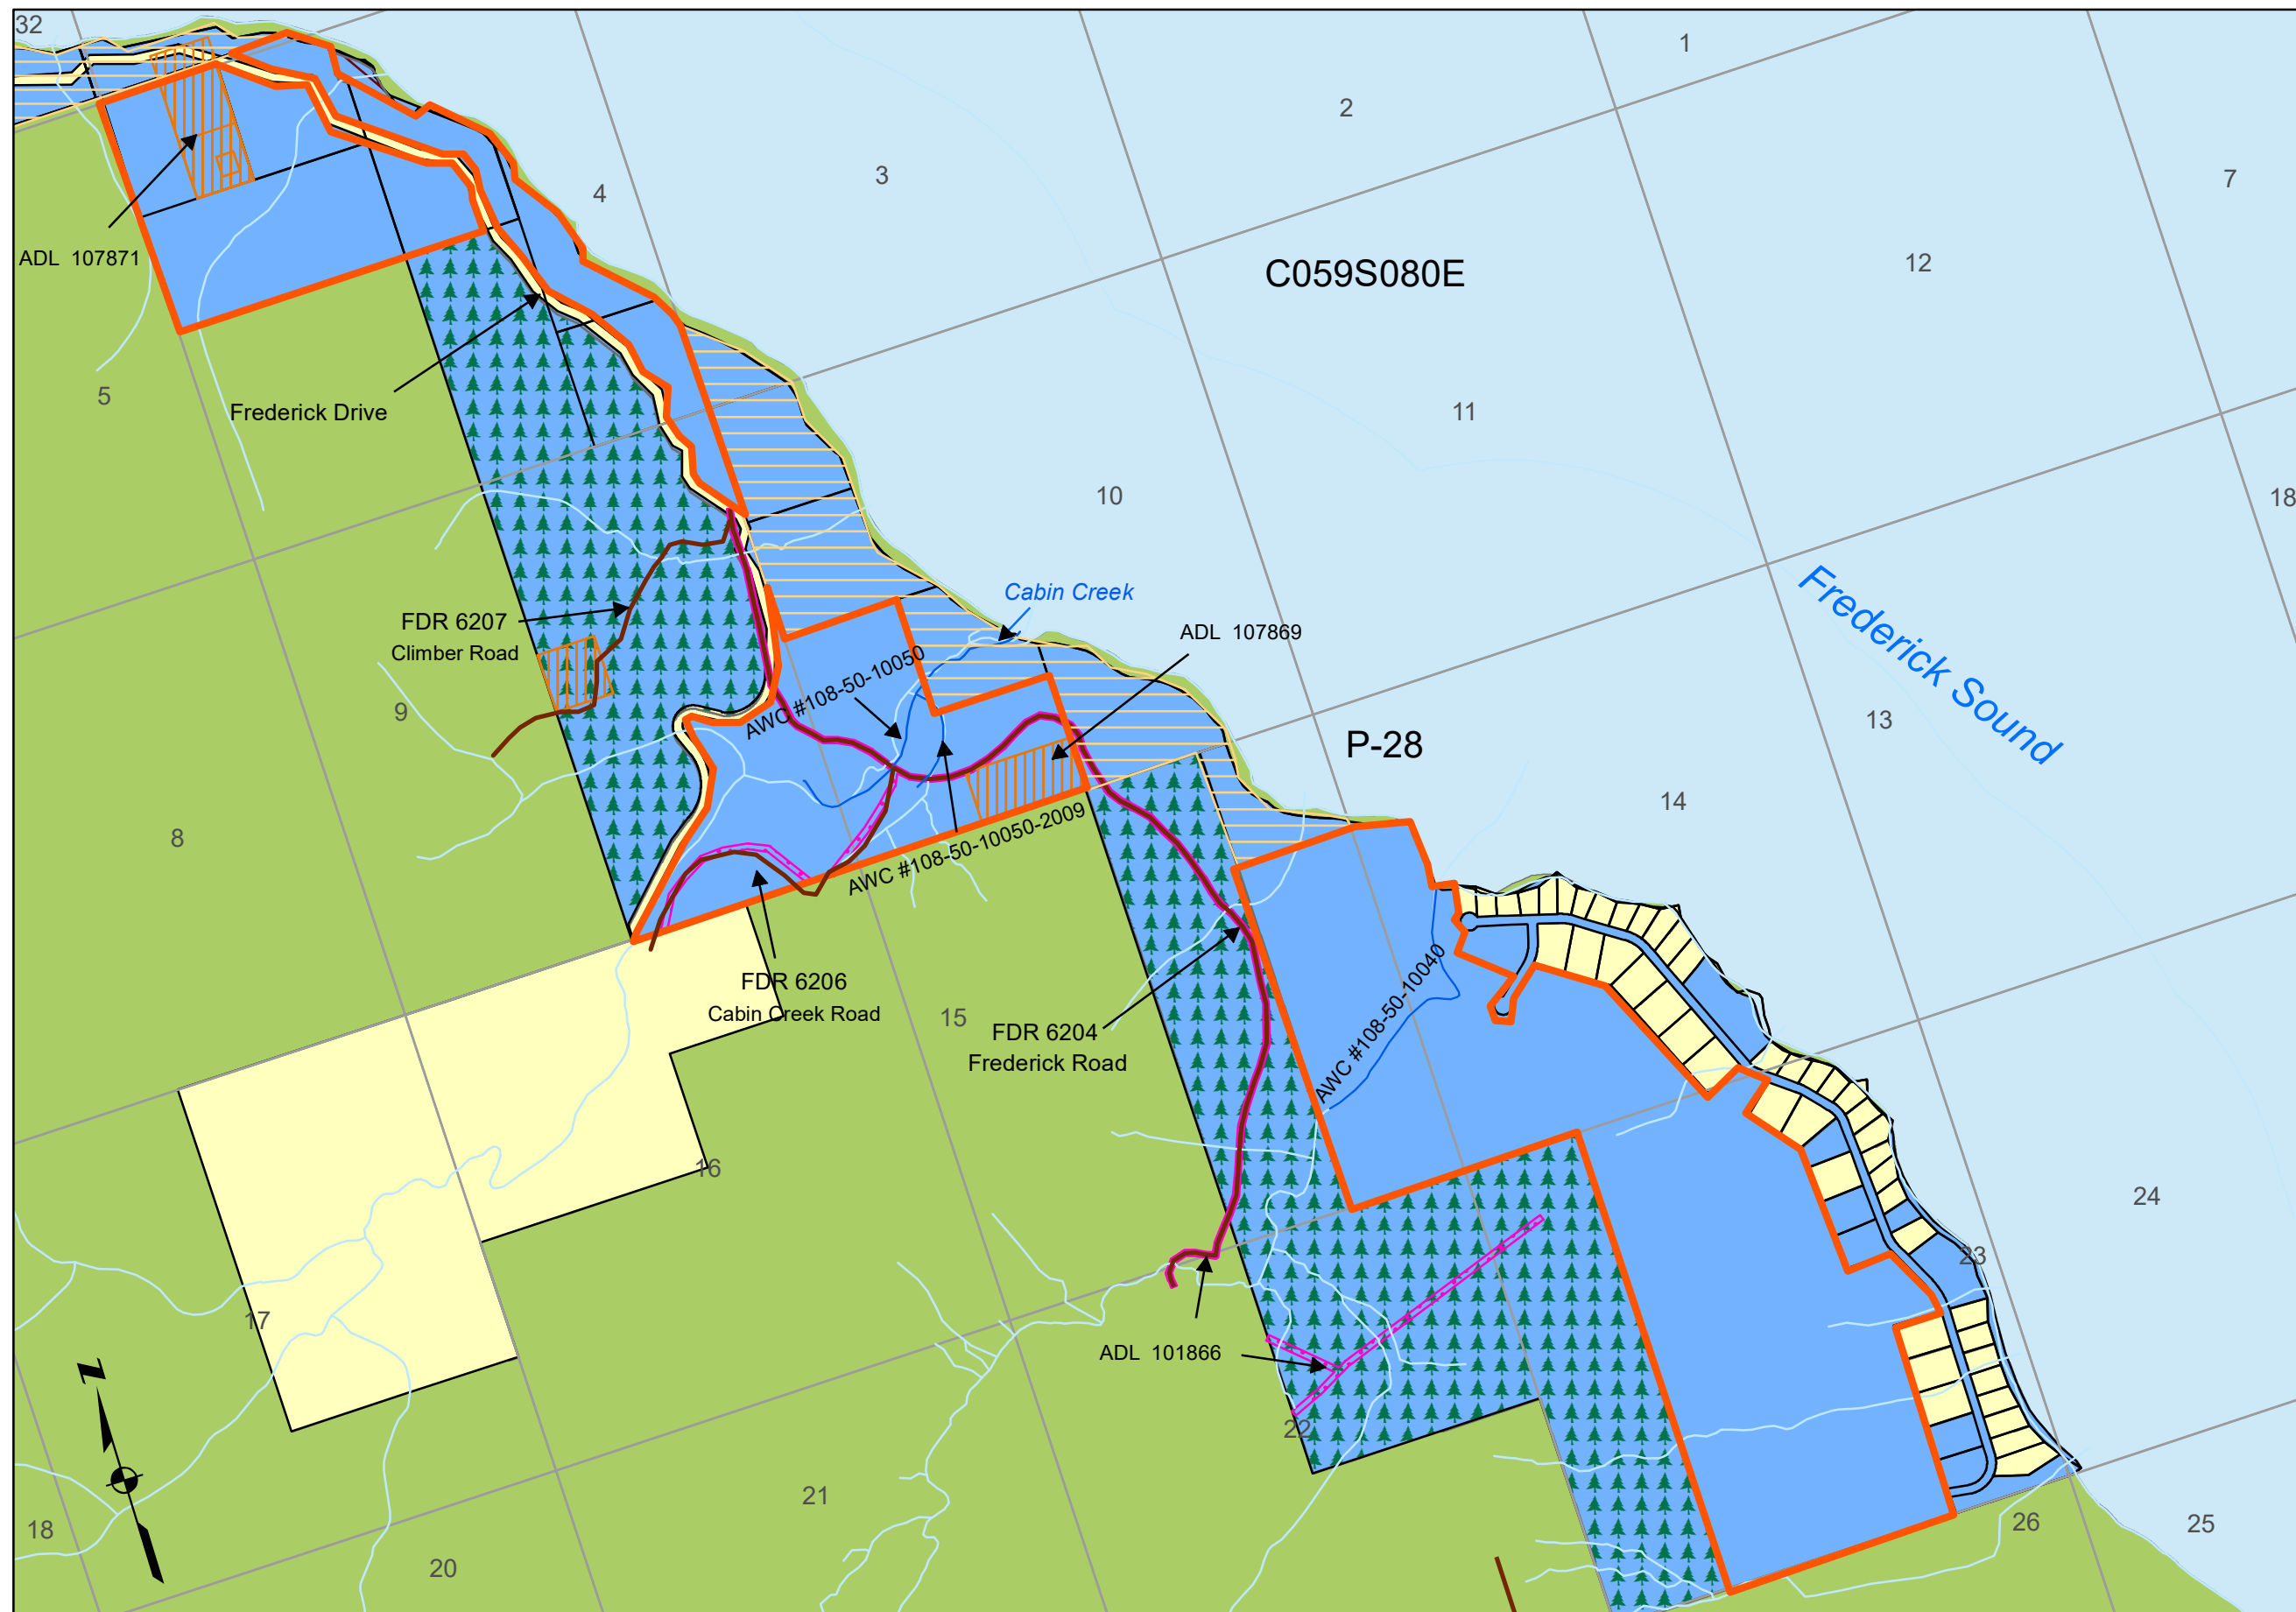 32
1
2
3
4
7
12
C059S080E
ADL 107871
5
Frederick Drive
11
10
18
Cabin Creek
FDR 6207
Climber Road
ADL 107869
Frederick Sound
AWC #108-50-10050
9
13
P-28
14
8
AWC #108-50-10050-2009
FDR 6206
Cabin Creek Road
15
FDR 6204
Frederick Road
AWC #108-50-10040
16
24
23
17
ADL 101866
N
22
21
18
26
25
20